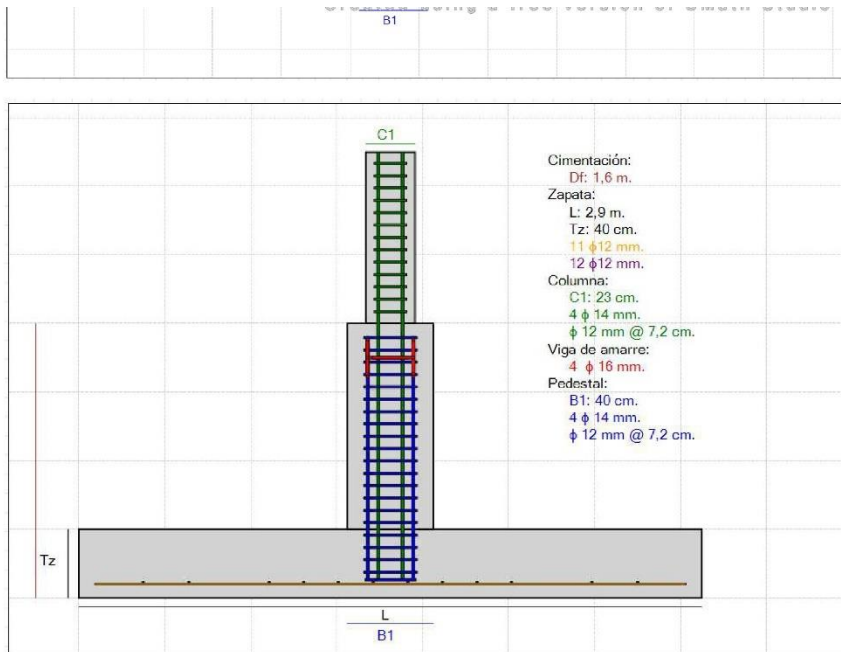 B1
C1
Cimentación:
Df: 1,6 m.
Zapata:
L: 2,9 m.
Tz: 40 cm.
11 ϕ12 mm.
12 ϕ12 mm.
Columna:
C1: 23 cm.
4 ϕ 14 mm.
ϕ 12 mm @ 7,2 cm.
Viga de amarre:
4 ϕ 16 mm.
Pedestal:
B1: 40 cm.
4 ϕ 14 mm.
ϕ 12 mm @ 7,2 cm.
Tz
L
B1